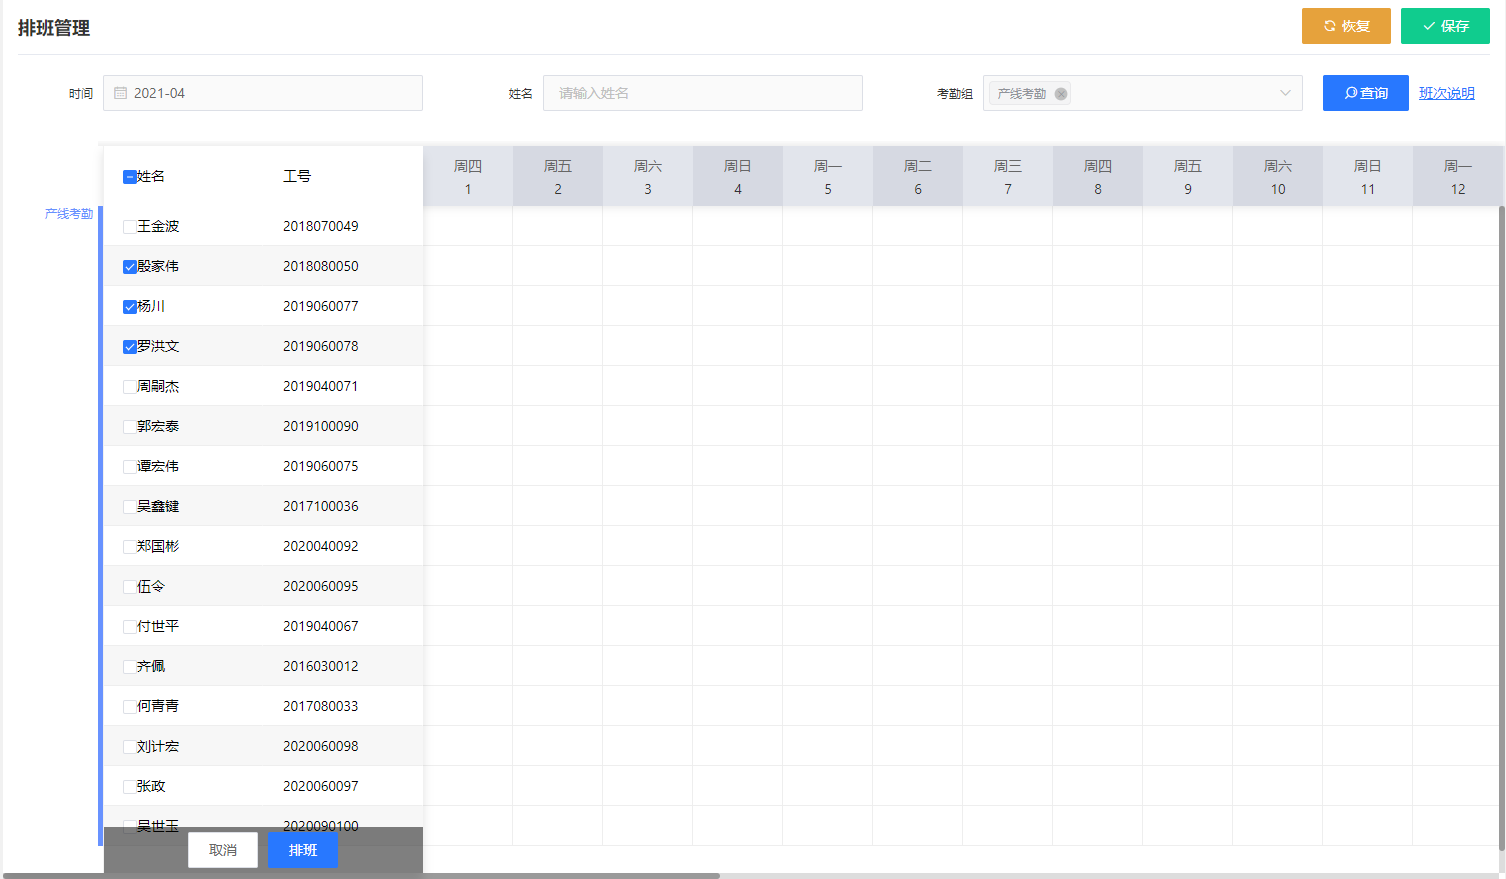 排班管理
恢复
保存
时间
2021-04
姓名
请输入姓名
考勤组
产线考勤
查询
班次说明
姓名 工号
周四 周五 周六 周日 周一 周二 周三 周四 周五 周六 周日 周一
1 2 3 4 5 6 7 8 9 10 11 12
产线考勤
王金波 2018070049
殷家伟 2018080050
杨川 2019060077
罗洪文 2019060078
周嗣杰 2019040071
郭宏泰 2019100090
谭宏伟 2019060075
吴鑫键 2017100036
郑国彬 2020040092
伍令 2020060095
付世平 2019040067
齐佩 2016030012
何青青 2017080033
刘计宏 2020060098
张政 2020060097
吴世玉 2020090100
取消
排班